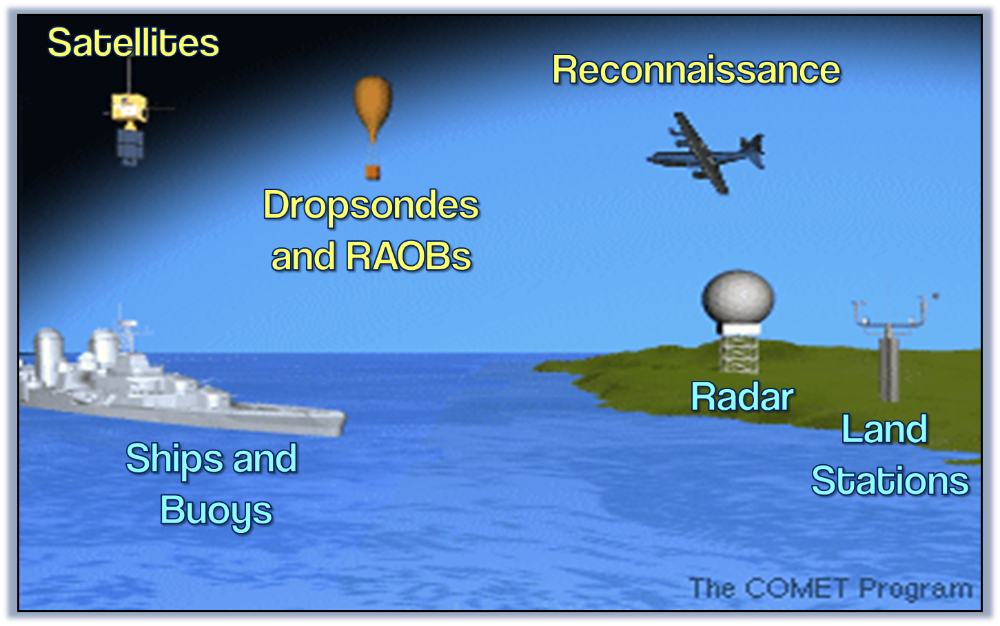 Satellites
Reconnaissance
Dropsondes
and RAOBs
Radar
Land
Stations
Ships and
Buoys
The COMET Program